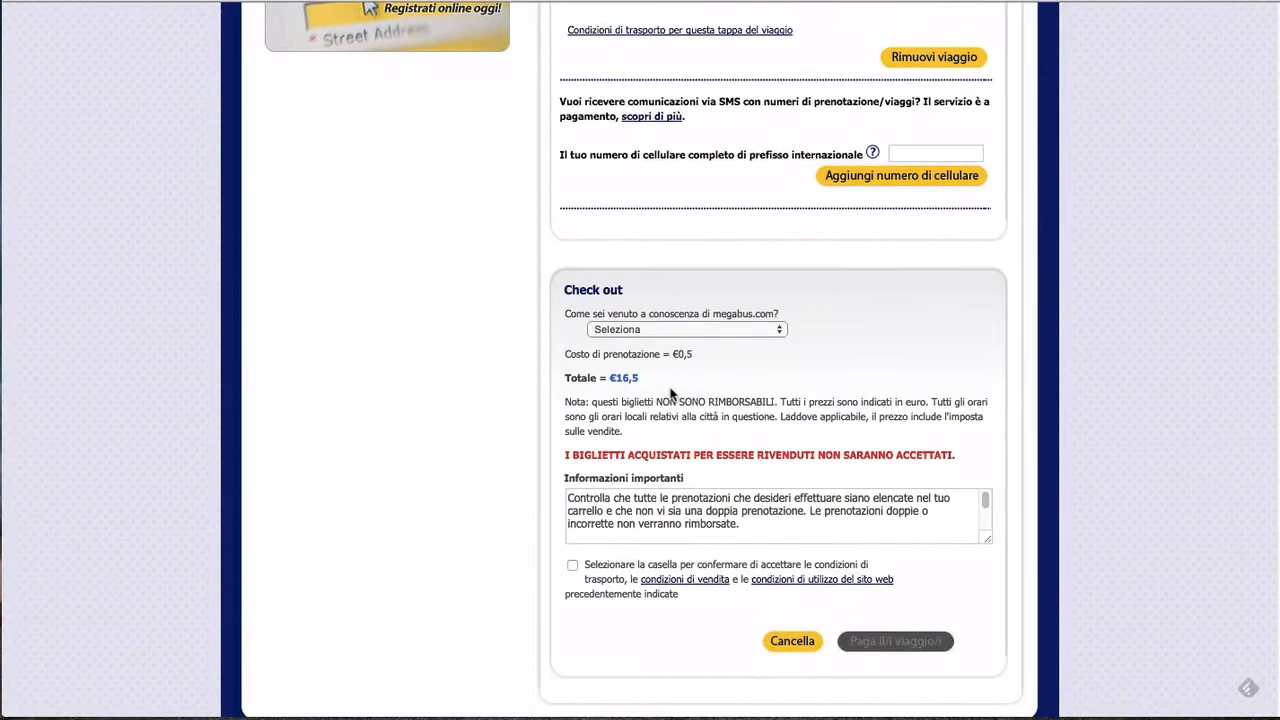 Registrati online oggi!
* Street Address
Condizioni di trasporto per questa tappa del viaggio
Rimuovi viaggio
Vuoi ricevere comunicazioni via SMS con numeri di prenotazione/viaggi? Il servizio è a
pagamento, scopri di più.
Il tuo numero di cellulare completo di prefisso internazionale ?
Aggiungi numero di cellulare
Check out
Come sei venuto a conoscenza di megabus.com?
Seleziona
Costo di prenotazione = €0,5
Totale = €16,5
Nota: questi biglietti NON SONO RIMBORSABILI. Tutti i prezzi sono indicati in euro. Tutti gli orari
sono gli orari locali relativi alla città in questione. Laddove applicabile, il prezzo include l'imposta
sulle vendite.
I BIGLIETTI ACQUISTATI PER ESSERE RIVENDUTI NON SARANNO ACCETTATI.
Informazioni importanti
Controlla che tutte le prenotazioni che desideri effettuare siano elencate nel tuo
carrello e che non vi sia una doppia prenotazione. Le prenotazioni doppie o
incorrette non verranno rimborsate.
Selezionare la casella per confermare di accettare le condizioni di
trasporto, le condizioni di vendita e le condizioni di utilizzo del sito web
precedentemente indicate
Cancella
Paga il/i viaggio/i